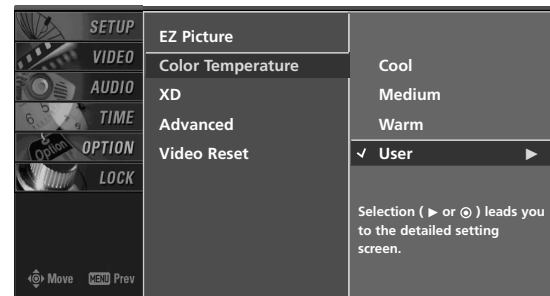 SETUP
VIDEO
AUDIO
TIME
OPTION
LOCK
Move MENU Prev
EZ Picture
Color Temperature
XD
Advanced
Video Reset
Cool
Medium
Warm
✓ User ▶
Selection ( ▶ or ⊙ ) leads you
to the detailed setting
screen.